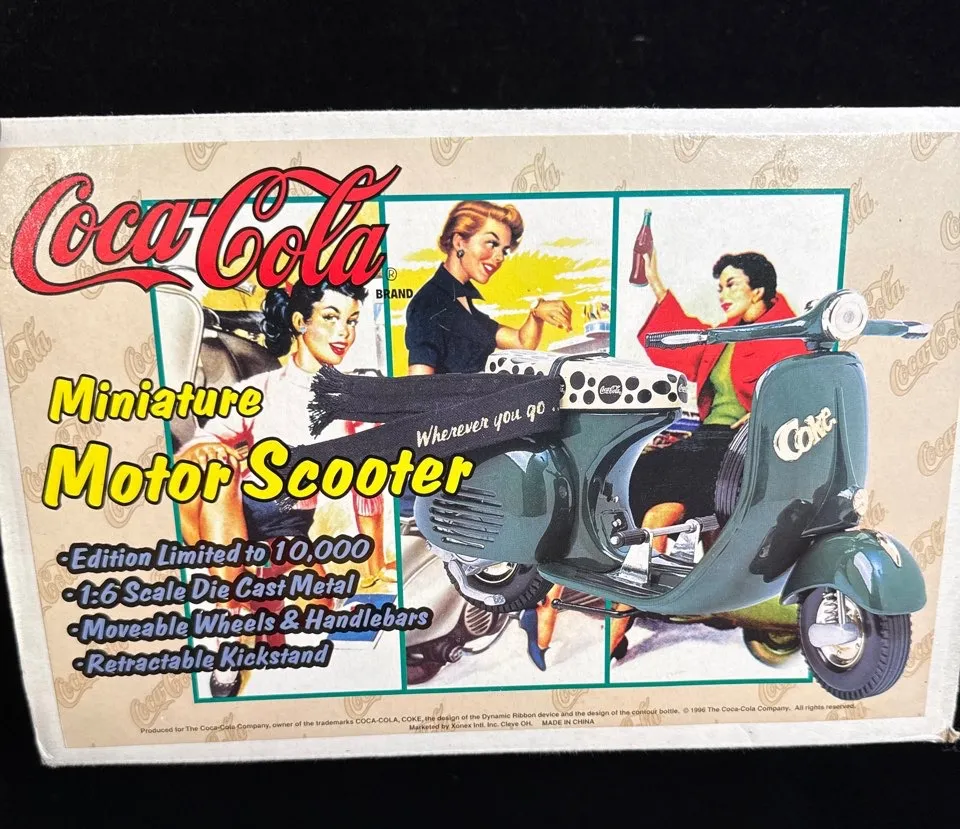 Coca-Cola
®
BRAND
Miniature
Motor Scooter
Wherever you go ..
Coca-Cola
Coke
•Edition Limited to 10,000
•1:6 Scale Die Cast Metal
•Moveable Wheels & Handlebars
•Retractable Kickstand
Produced for The Coca-Cola Company, owner of the trademarks COCA-COLA, COKE, the design of the Dynamic Ribbon device and the design of the contour bottle. © 1996 The Coca-Cola Company. All rights reserved.
Marketed by Xonex Intl. Inc. Cleve OH. MADE IN CHINA